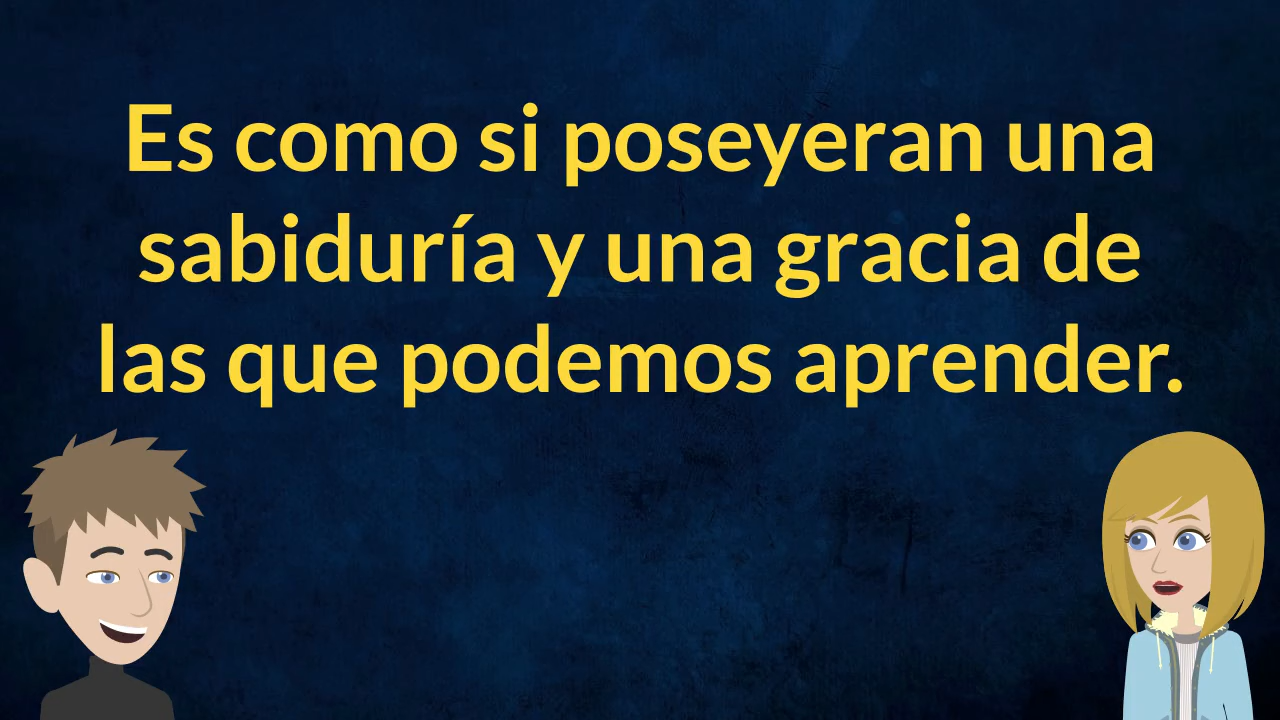 Es como si poseyeran una
sabiduría y una gracia de
las que podemos aprender.